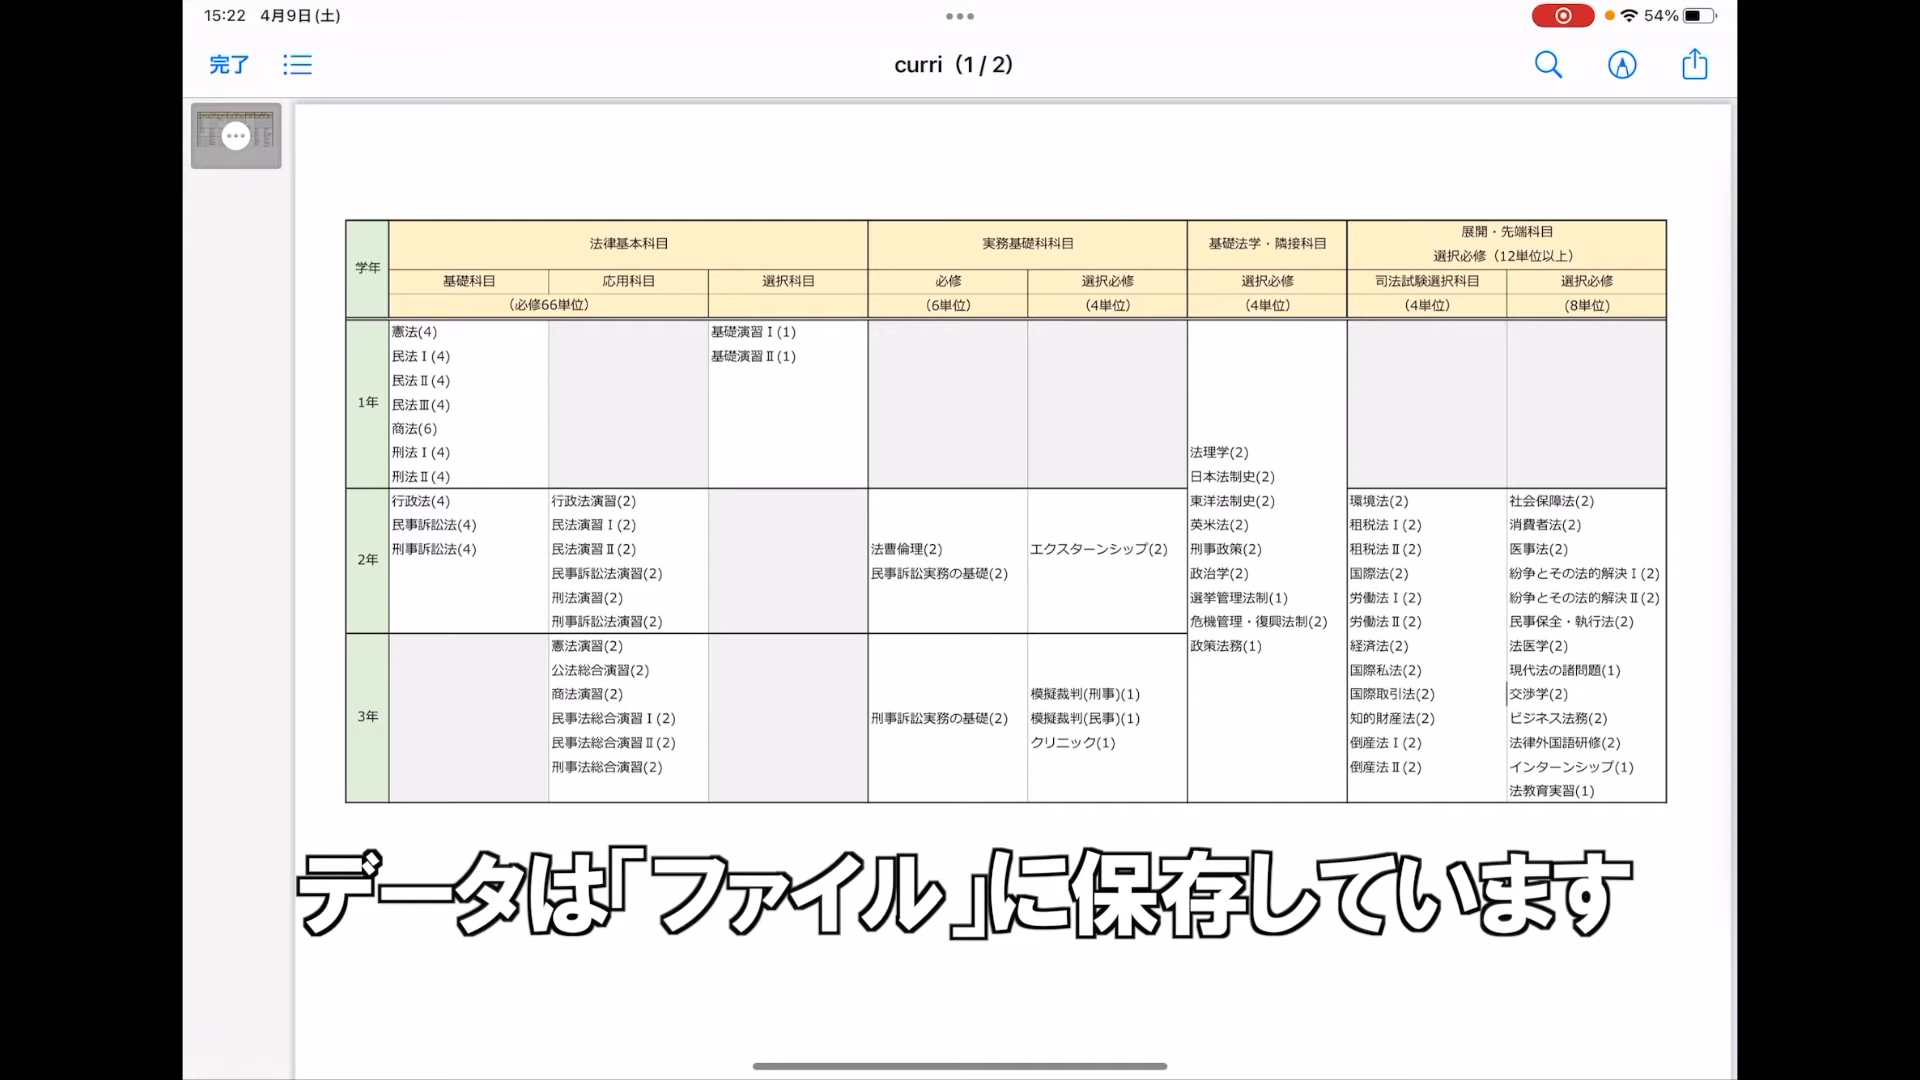 15:22 4月9日(土)
54%
完了
curri（1 / 2）
学年
法律基本科目
実務基礎科科目
基礎法学・隣接科目
展開・先端科目
選択必修（12単位以上）
基礎科目
応用科目
選択科目
必修
選択必修
選択必修
司法試験選択科目
選択必修
（必修66単位）
(6単位)
(4単位)
(4単位)
(4単位)
(8単位)
1年
憲法(4)
民法Ⅰ(4)
民法Ⅱ(4)
民法Ⅲ(4)
商法(6)
刑法Ⅰ(4)
刑法Ⅱ(4)
基礎演習Ⅰ(1)
基礎演習Ⅱ(1)
2年
行政法(4)
民事訴訟法(4)
刑事訴訟法(4)
行政法演習(2)
民法演習Ⅰ(2)
民法演習Ⅱ(2)
民事訴訟法演習(2)
刑法演習(2)
刑事訴訟法演習(2)
法曹倫理(2)
民事訴訟実務の基礎(2)
エクスターンシップ(2)
3年
憲法演習(2)
公法総合演習(2)
商法演習(2)
民事法総合演習Ⅰ(2)
民事法総合演習Ⅱ(2)
刑事法総合演習(2)
刑事訴訟実務の基礎(2)
模擬裁判(刑事)(1)
模擬裁判(民事)(1)
クリニック(1)
法理学(2)
日本法制史(2)
東洋法制史(2)
英米法(2)
刑事政策(2)
政治学(2)
選挙管理法制(1)
危機管理・復興法制(2)
政策法務(1)
環境法(2)
租税法Ⅰ(2)
租税法Ⅱ(2)
国際法(2)
労働法Ⅰ(2)
労働法Ⅱ(2)
経済法(2)
国際私法(2)
国際取引法(2)
知的財産法(2)
倒産法Ⅰ(2)
倒産法Ⅱ(2)
社会保障法(2)
消費者法(2)
医事法(2)
紛争とその法的解決Ⅰ(2)
紛争とその法的解決Ⅱ(2)
民事保全・執行法(2)
法医学(2)
現代法の諸問題(1)
交渉学(2)
ビジネス法務(2)
法律外国語研修(2)
インターンシップ(1)
法教育実習(1)
データは「ファイル」に保存しています